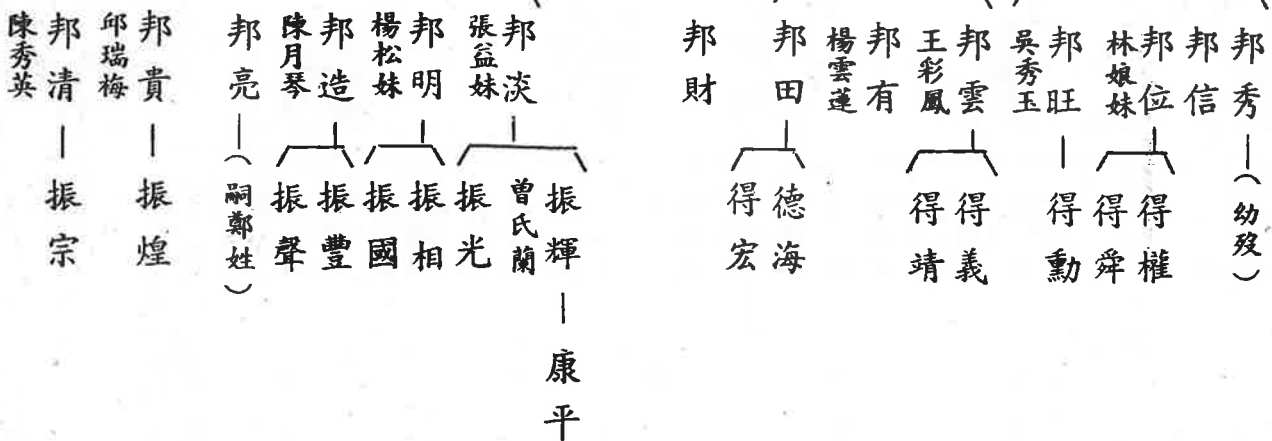 邦秀
（幼歿）
邦信
邦位
林娘妹
得權
得舜
邦旺
吳秀玉
得勳
邦雲
王彩鳳
得義
得靖
邦有
楊雲蓮
邦田
德海
得宏
邦財
邦淡
張益妹
振輝
曾氏蘭
康平
振光
邦明
楊松妹
振相
振國
邦造
陳月琴
振豐
振聲
邦亮
（嗣鄭姓）
邦貴
邱瑞梅
振煌
邦清
陳秀英
振宗